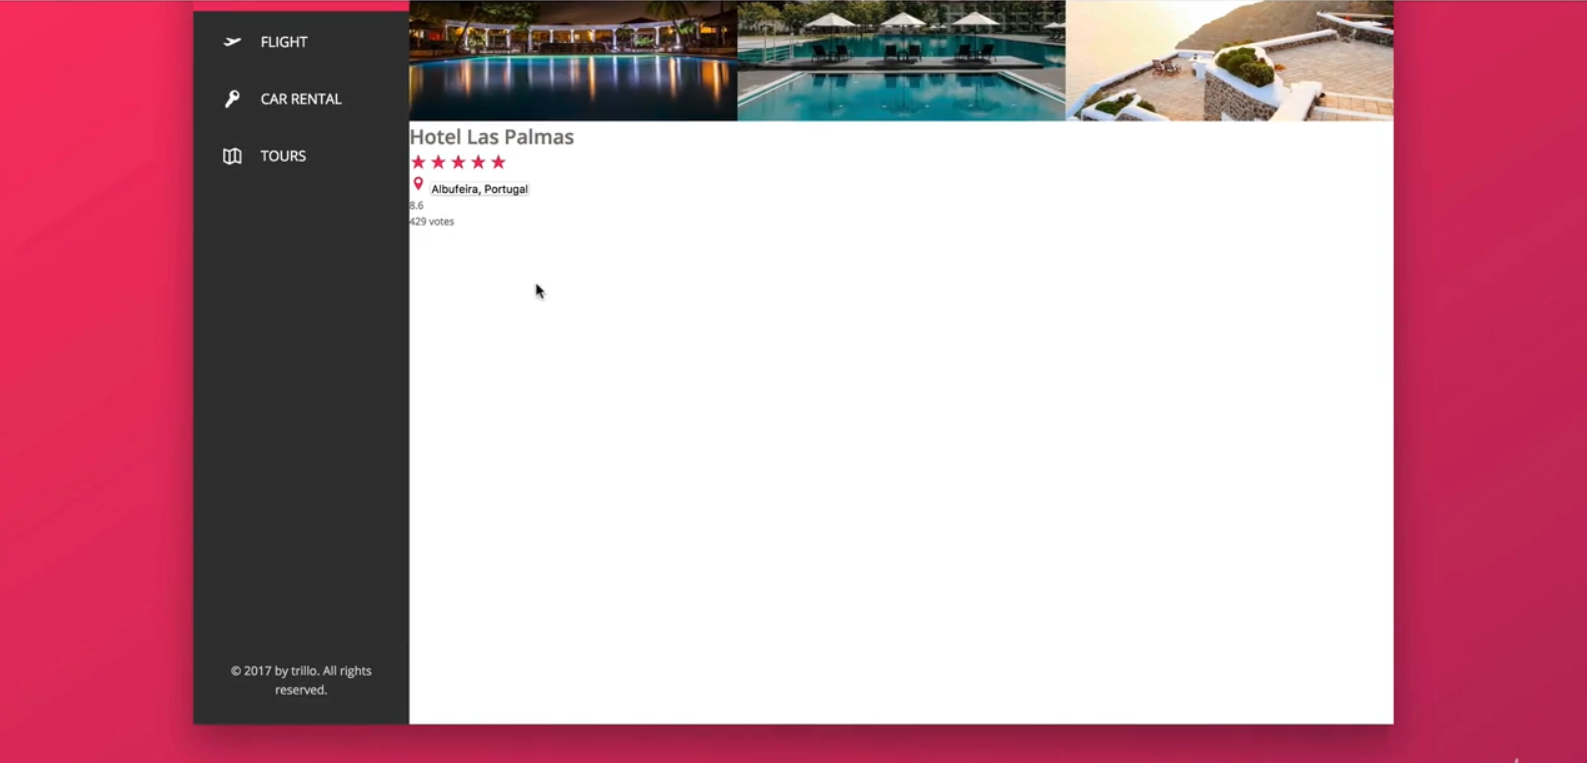 FLIGHT
CAR RENTAL
TOURS
Hotel Las Palmas
Albufeira, Portugal
8.6
429 votes
© 2017 by trillo. All rights
reserved.